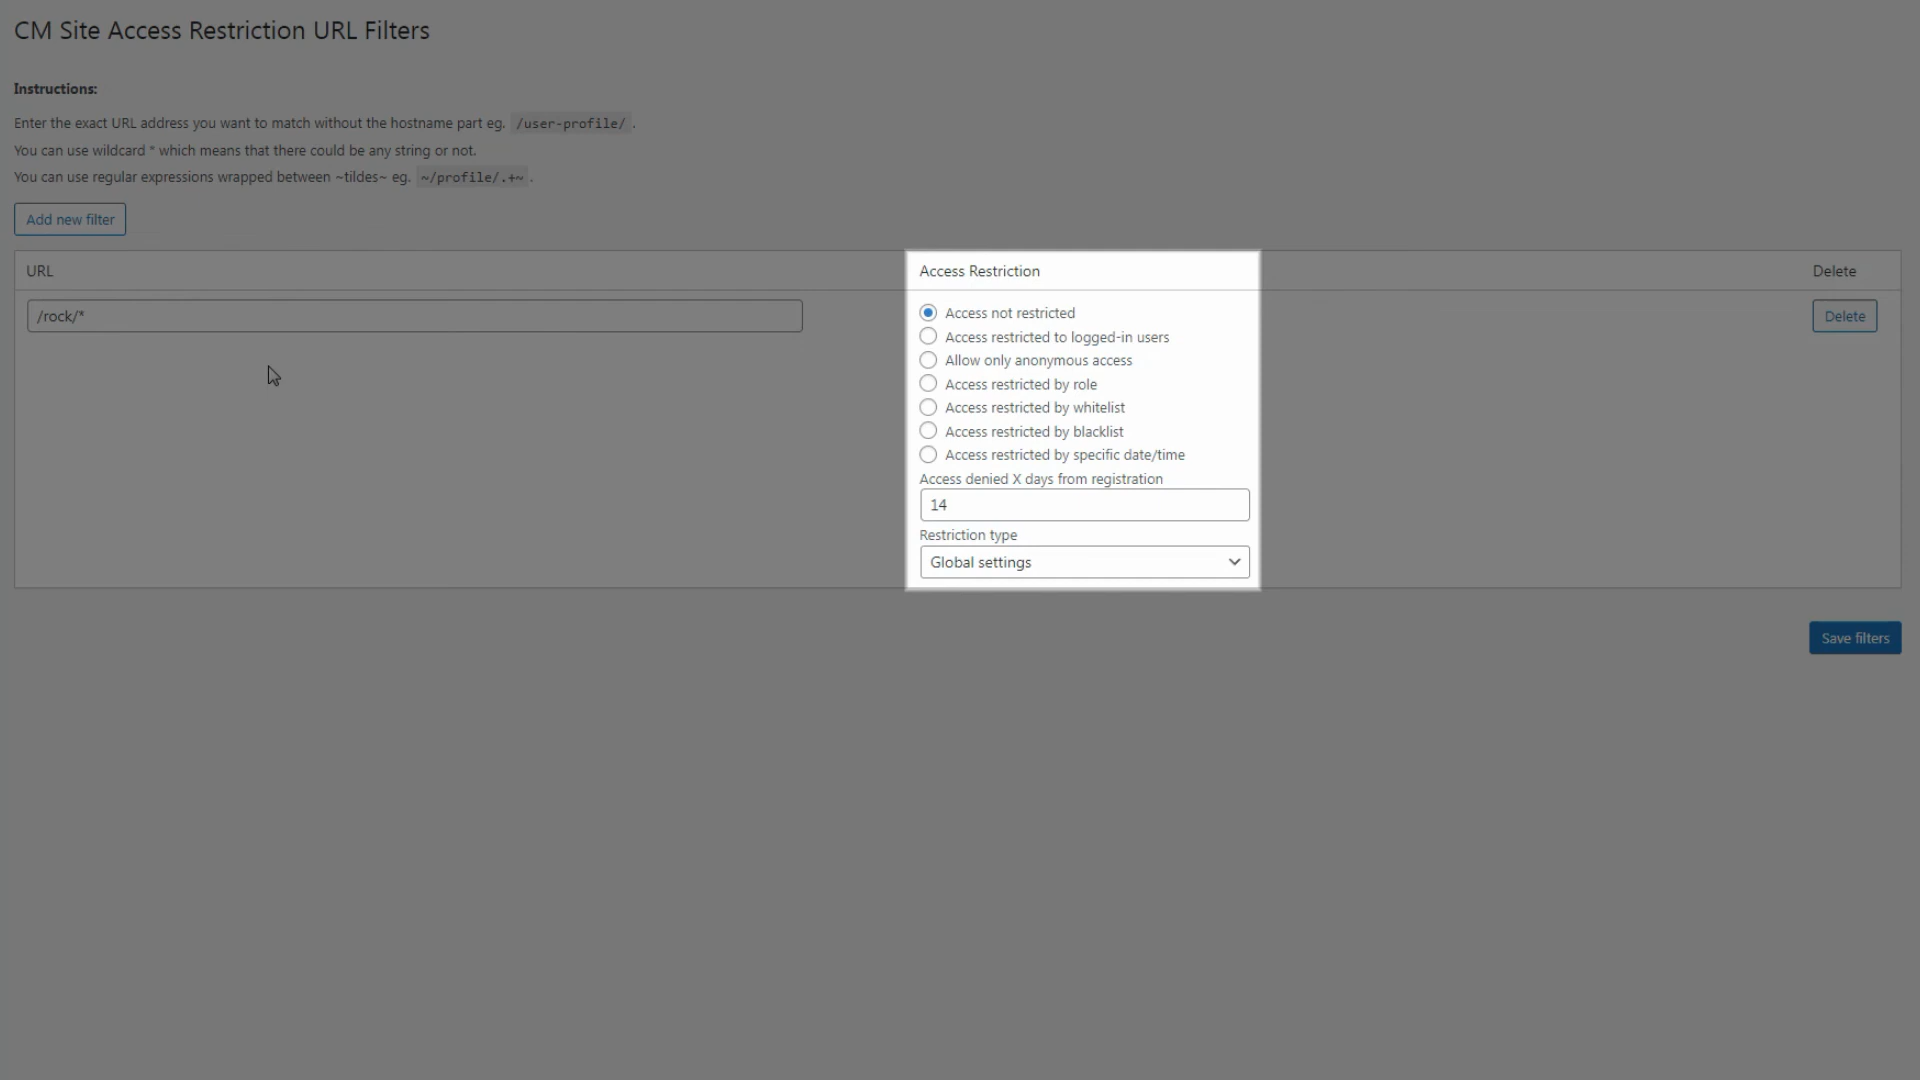 CM Site Access Restriction URL Filters
Instructions:
Enter the exact URL address you want to match without the hostname part eg. /user-profile/ .
You can use wildcard * which means that there could be any string or not.
You can use regular expressions wrapped between ~tildes~ eg. ~/profile/.+~ .
Add new filter
URL
Access Restriction
Delete
/rock/*
Access not restricted
Delete
Access restricted to logged-in users
Allow only anonymous access
Access restricted by role
Access restricted by whitelist
Access restricted by blacklist
Access restricted by specific date/time
Access denied X days from registration
14
Restriction type
Global settings
Save filters